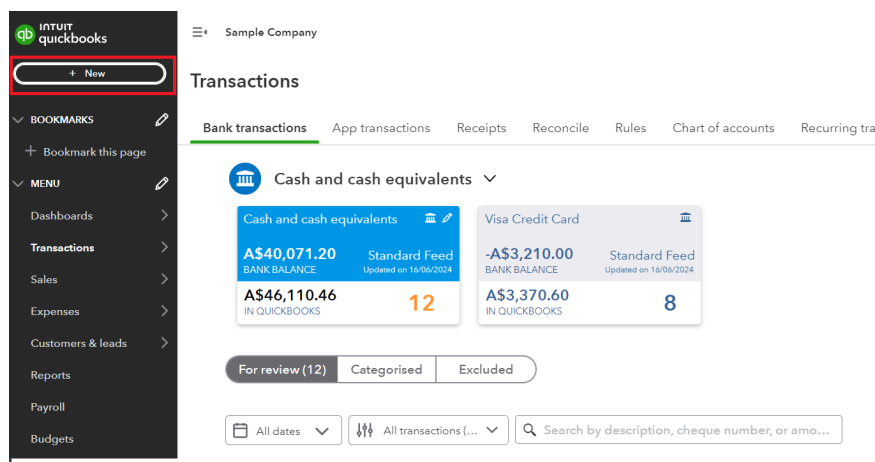 INTUIT
quickbooks
Sample Company
+ New
Transactions
BOOKMARKS
Bank transactions App transactions Receipts Reconcile Rules Chart of accounts Recurring tra
+ Bookmark this page
MENU
Cash and cash equivalents
Dashboards
Transactions
Sales
Expenses
Customers & leads
Reports
Payroll
Budgets
Cash and cash equivalents
A$40,071.20 Standard Feed
BANK BALANCE Updated on 16/06/2024
A$46,110.46 12
IN QUICKBOOKS
Visa Credit Card
-A$3,210.00 Standard Feed
BANK BALANCE Updated on 16/06/2024
A$3,370.60 8
IN QUICKBOOKS
For review (12) Categorised Excluded
All dates All transactions (... Search by description, cheque number, or amo...